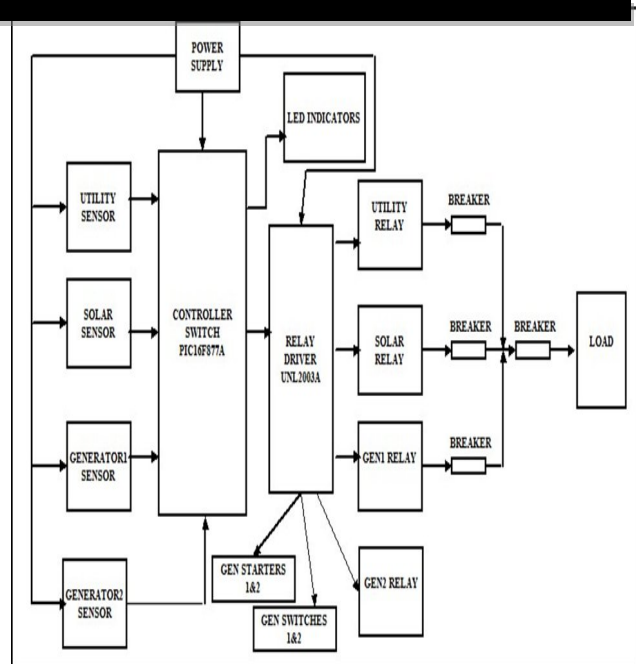 POWER
SUPPLY
LED INDICATORS
UTILITY
SENSOR
UTILITY
RELAY
BREAKER
SOLAR
SENSOR
CONTROLLER
SWITCH
PIC16F877A
RELAY
DRIVER
UNL2003A
SOLAR
RELAY
BREAKER
BREAKER
LOAD
GENERATOR1
SENSOR
GEN1 RELAY
BREAKER
GENERATOR2
SENSOR
GEN STARTERS
1&2
GEN SWITCHES
1&2
GEN2 RELAY